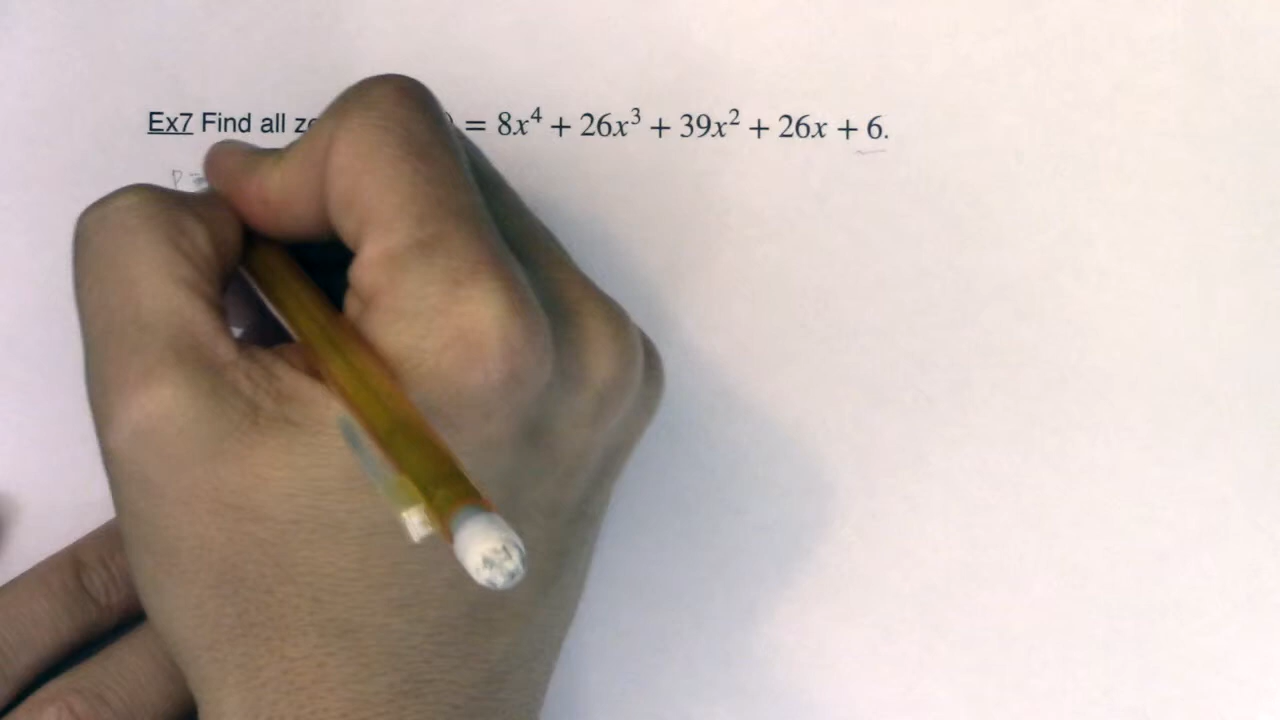 Ex7 Find all = 8x⁴ + 26x³ + 39x² + 26x + 6.
P